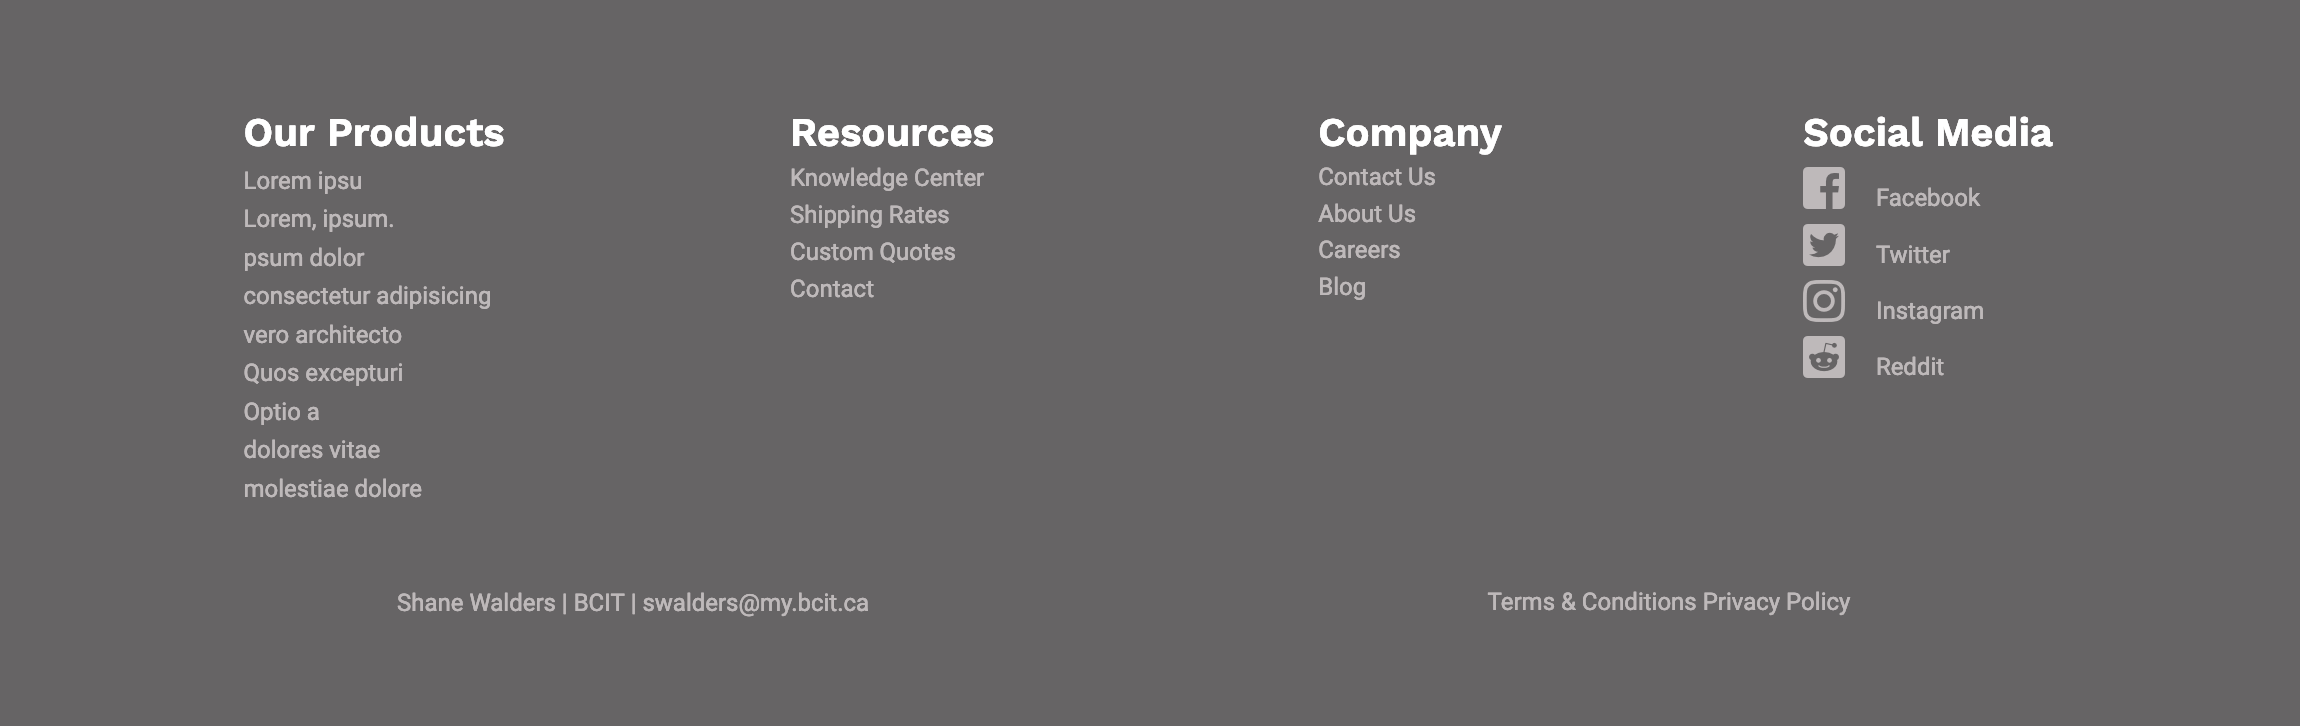 Our Products
Lorem ipsu
Lorem, ipsum.
psum dolor
consectetur adipisicing
vero architecto
Quos excepturi
Optio a
dolores vitae
molestiae dolore
Resources
Knowledge Center
Shipping Rates
Custom Quotes
Contact
Company
Contact Us
About Us
Careers
Blog
Social Media
Facebook
Twitter
Instagram
Reddit
Shane Walders | BCIT | swalders@my.bcit.ca
Terms & Conditions Privacy Policy